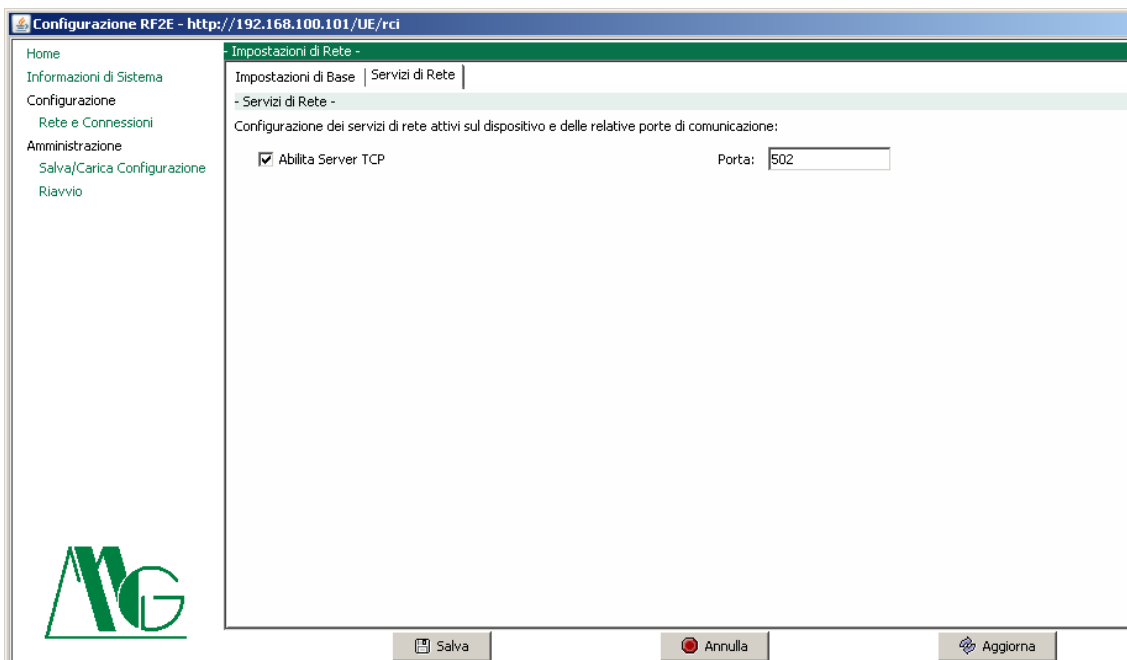 Configurazione RF2E - http://192.168.100.101/UE/rci
Home
Informazioni di Sistema
Configurazione
Rete e Connessioni
Amministrazione
Salva/Carica Configurazione
Riavvio
- Impostazioni di Rete -
Impostazioni di Base | Servizi di Rete
- Servizi di Rete -
Configurazione dei servizi di rete attivi sul dispositivo e delle relative porte di comunicazione:
Abilita Server TCP Porta: 502
Salva Annulla Aggiorna